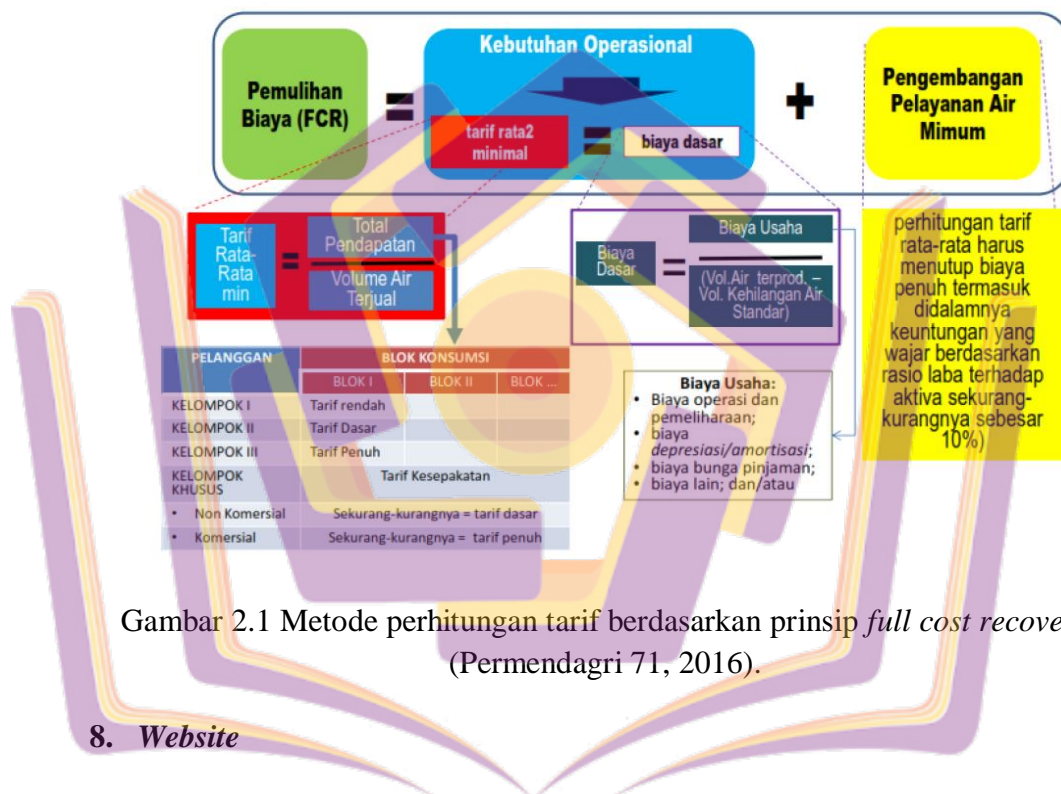 Pemulihan
Biaya (FCR)
=
Kebutuhan Operasional
tarif rata2
minimal
=
biaya dasar
+
Pengembangan
Pelayanan Air
Mimum
Tarif
Rata-
Rata
min
=
Total
Pendapatan
Volume Air
Terjual
Biaya
Dasar
=
Biaya Usaha
(Vol.Air terprod. –
Vol. Kehilangan Air
Standar)
perhitungan tarif
rata-rata harus
menutup biaya
penuh termasuk
didalamnya
keuntungan yang
wajar berdasarkan
rasio laba terhadap
aktiva sekurang-
kurangnya sebesar
10%)
PELANGGAN BLOK KONSUMSI
BLOK I BLOK II BLOK ...
KELOMPOK I Tarif rendah
KELOMPOK II Tarif Dasar
KELOMPOK III Tarif Penuh
KELOMPOK
KHUSUS Tarif Kesepakatan
• Non Komersial Sekurang-kurangnya = tarif dasar
• Komersial Sekurang-kurangnya = tarif penuh
Biaya Usaha:
• Biaya operasi dan
pemeliharaan;
• biaya
depresiasi/amortisasi;
• biaya bunga pinjaman;
• biaya lain; dan/atau
Gambar 2.1 Metode perhitungan tarif berdasarkan prinsip full cost recove
(Permendagri 71, 2016).
8. Website